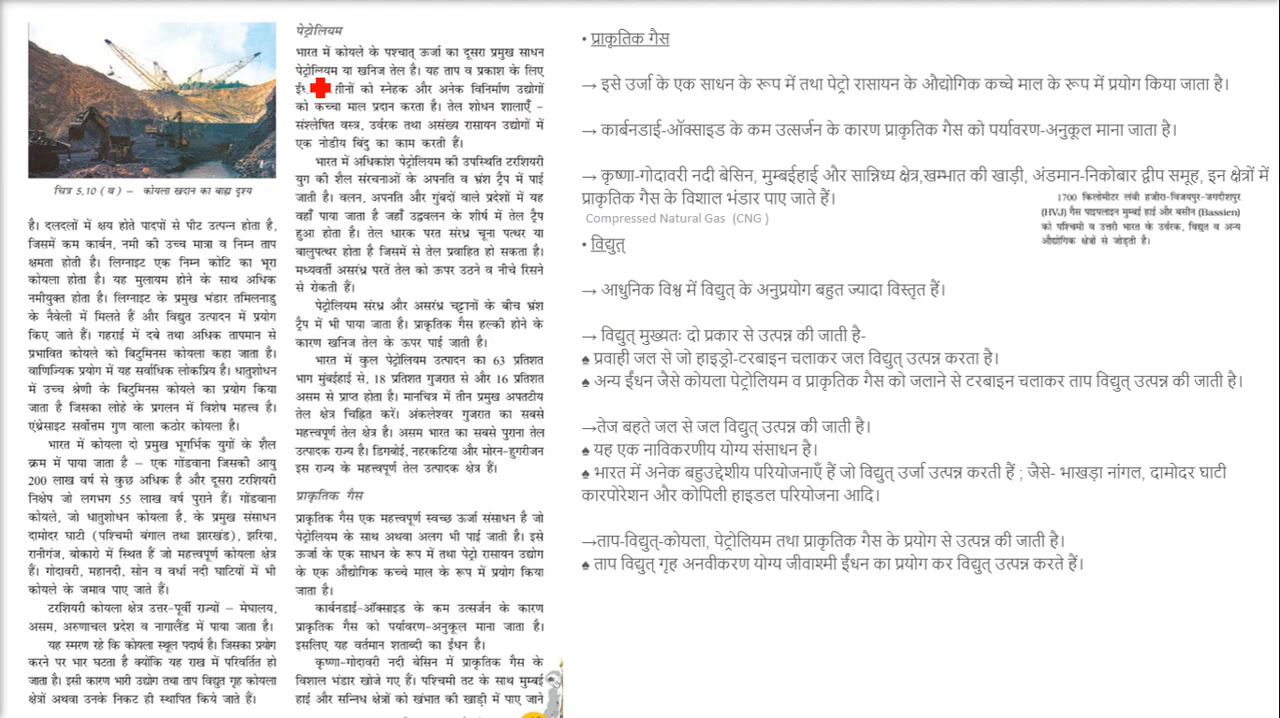 चित्र 5.10 (ब) – कोयला खदान का बाह्य दृश्य
है। दलदलों में क्षय होते पादपों से पीट उत्पन्न होता है,
जिसमें कम कार्बन, नमी की उच्च मात्रा व निम्न ताप
क्षमता होती है। लिग्नाइट एक निम्न कोटि का भूरा
कोयला होता है। यह मुलायम होने के साथ अधिक
नमीयुक्त होता है। लिग्नाइट के प्रमुख भंडार तमिलनाडु
के नैवेली में मिलते हैं और विद्युत उत्पादन में प्रयोग
किए जाते हैं। गहराई में दबे तथा अधिक तापमान से
प्रभावित कोयले को बिटुमिनस कोयला कहा जाता है।
वाणिज्यिक प्रयोग में यह सर्वाधिक लोकप्रिय है। धातुशोधन
में उच्च श्रेणी के बिटुमिनस कोयले का प्रयोग किया
जाता है जिसका लोहे के प्रगलन में विशेष महत्त्व है।
एंथ्रेसाइट सर्वोत्तम गुण वाला कठोर कोयला है।
भारत में कोयला दो प्रमुख भूगर्भिक युगों के शैल
क्रम में पाया जाता है – एक गोंडवाना जिसकी आयु
200 लाख वर्ष से कुछ अधिक है और दूसरा टरशियरी
निक्षेप जो लगभग 55 लाख वर्ष पुराने हैं। गोंडवाना
कोयले, जो धातुशोधन कोयला है, के प्रमुख संसाधन
दामोदर घाटी (पश्चिमी बंगाल तथा झारखंड), झरिया,
रानीगंज, बोकारो में स्थित हैं जो महत्त्वपूर्ण कोयला क्षेत्र
हैं। गोदावरी, महानदी, सोन व वर्धा नदी घाटियों में भी
कोयले के जमाव पाए जाते हैं।
टरशियरी कोयला क्षेत्र उत्तर-पूर्वी राज्यों – मेघालय,
असम, अरुणाचल प्रदेश व नागालैंड में पाया जाता है।
यह स्मरण रहे कि कोयला स्थूल पदार्थ है। जिसका प्रयोग
करने पर भार घटता है क्योंकि यह राख में परिवर्तित हो
जाता है। इसी कारण भारी उद्योग तथा ताप विद्युत गृह कोयला
क्षेत्रों अथवा उनके निकट ही स्थापित किये जाते हैं।
पेट्रोलियम
भारत में कोयले के पश्चात् ऊर्जा का दूसरा प्रमुख साधन
पेट्रोलियम या खनिज तेल है। यह ताप व प्रकाश के लिए
को स्नेहक और अनेक विनिर्माण उद्योगों
को कच्चा माल प्रदान करता है। तेल शोधन शालाएँ –
संश्लेषित वस्त्र, उर्वरक तथा असंख्य रासायन उद्योगों में
एक नोडीय बिंदु का काम करती हैं।
भारत में अधिकांश पेट्रोलियम की उपस्थिति टरशियरी
युग की शैल संरचनाओं के अपनति व भ्रंश ट्रैप में पाई
जाती है। वलन, अपनति और गुंबदों वाले प्रदेशों में यह
वहाँ पाया जाता है जहाँ उद्ववलन के शीर्ष में तेल ट्रैप
हुआ होता है। तेल धारक परत संरध्र चूना पत्थर या
बालुपत्थर होता है जिसमें से तेल प्रवाहित हो सकता है।
मध्यवर्ती असरंध्र परतें तेल को ऊपर उठने व नीचे रिसने
से रोकती हैं।
पेट्रोलियम संरध्र और असरंध्र चट्टानों के बीच भ्रंश
ट्रैप में भी पाया जाता है। प्राकृतिक गैस हल्की होने के
कारण खनिज तेल के ऊपर पाई जाती है।
भारत में कुल पेट्रोलियम उत्पादन का 63 प्रतिशत
भाग मुंबईहाई से, 18 प्रतिशत गुजरात से और 16 प्रतिशत
असम से प्राप्त होता है। मानचित्र में तीन प्रमुख अपतटीय
तेल क्षेत्र चिह्नित करें। अंकलेश्वर गुजरात का सबसे
महत्त्वपूर्ण तेल क्षेत्र है। असम भारत का सबसे पुराना तेल
उत्पादक राज्य है। डिगबोई, नहरकटिया और मोरन-हुगरीजन
इस राज्य के महत्त्वपूर्ण तेल उत्पादक क्षेत्र हैं।
प्राकृतिक गैस
प्राकृतिक गैस एक महत्त्वपूर्ण स्वच्छ ऊर्जा संसाधन है जो
पेट्रोलियम के साथ अथवा अलग भी पाई जाती है। इसे
ऊर्जा के एक साधन के रूप में तथा पेट्रो रासायन उद्योग
के एक औद्योगिक कच्चे माल के रूप में प्रयोग किया
जाता है।
कार्बनडाई-ऑक्साइड के कम उत्सर्जन के कारण
प्राकृतिक गैस को पर्यावरण-अनुकूल माना जाता है।
इसलिए यह वर्तमान शताब्दी का ईंधन है।
कृष्णा-गोदावरी नदी बेसिन में प्राकृतिक गैस के
विशाल भंडार खोजे गए हैं। पश्चिमी तट के साथ मुम्बई
हाई और सन्निध क्षेत्रों को खंभात की खाड़ी में पाए जाने
• प्राकृतिक गैस
→ इसे उर्जा के एक साधन के रूप में तथा पेट्रो रासायन के औद्योगिक कच्चे माल के रूप में प्रयोग किया जाता है।
→ कार्बनडाई-ऑक्साइड के कम उत्सर्जन के कारण प्राकृतिक गैस को पर्यावरण-अनुकूल माना जाता है।
→ कृष्णा-गोदावरी नदी बेसिन, मुम्बईहाई और सान्निध्य क्षेत्र,खम्भात की खाड़ी, अंडमान-निकोबार द्वीप समूह, इन क्षेत्रों में
प्राकृतिक गैस के विशाल भंडार पाए जाते हैं।
Compressed Natural Gas (CNG )
1700 किलोमीटर लंबी हजीरा-विजयपुर-जगदीशपुर
(HVJ) गैस पाइपलाइन मुम्बई हाई और बसीन (Bassien)
को पश्चिमी व उत्तरी भारत के उर्वरक, विद्युत व अन्य
औद्योगिक क्षेत्रों से जोड़ती है।
• विद्युत्
→ आधुनिक विश्व में विद्युत् के अनुप्रयोग बहुत ज्यादा विस्तृत हैं।
→ विद्युत् मुख्यतः दो प्रकार से उत्पन्न की जाती है-
♠ प्रवाही जल से जो हाइड्रो-टरबाइन चलाकर जल विद्युत् उत्पन्न करता है।
♠ अन्य ईंधन जैसे कोयला पेट्रोलियम व प्राकृतिक गैस को जलाने से टरबाइन चलाकर ताप विद्युत् उत्पन्न की जाती है।
→तेज बहते जल से जल विद्युत् उत्पन्न की जाती है।
♠ यह एक नाविकरणीय योग्य संसाधन है।
♠ भारत में अनेक बहुउद्देशीय परियोजनाएँ हैं जो विद्युत् उर्जा उत्पन्न करती हैं ; जैसे- भाखड़ा नांगल, दामोदर घाटी
कारपोरेशन और कोपिली हाइडल परियोजना आदि।
→ताप-विद्युत्-कोयला, पेट्रोलियम तथा प्राकृतिक गैस के प्रयोग से उत्पन्न की जाती है।
♠ ताप विद्युत् गृह अनवीकरण योग्य जीवाश्मी ईंधन का प्रयोग कर विद्युत् उत्पन्न करते हैं।